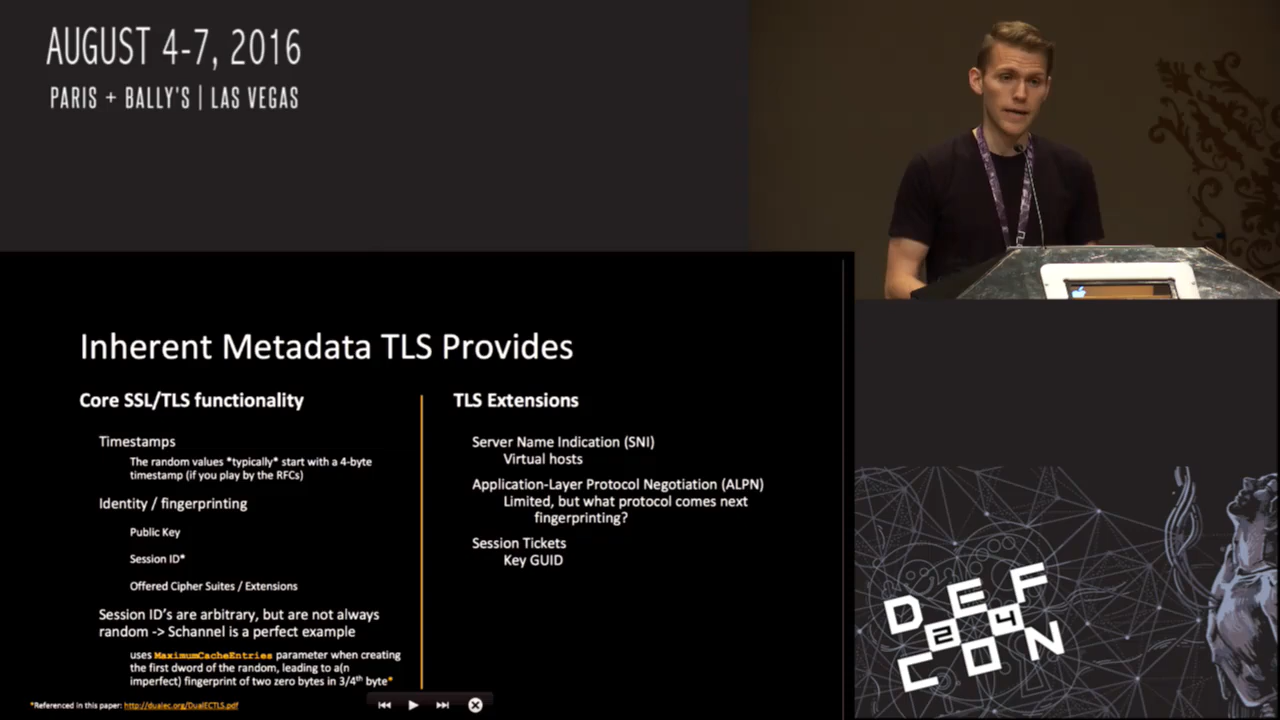 AUGUST 4-7, 2016
PARIS + BALLY'S | LAS VEGAS
Inherent Metadata TLS Provides
Core SSL/TLS functionality
Timestamps
The random values *typically* start with a 4-byte
timestamp (if you play by the RFCs)
Identity / fingerprinting
Public Key
Session ID*
Offered Cipher Suites / Extensions
Session ID's are arbitrary, but are not always
random -> Schannel is a perfect example
uses MaximumCacheEntries parameter when creating
the first dword of the random, leading to a(n
imperfect) fingerprint of two zero bytes in 3/4th byte*
*Referenced in this paper: http://dualec.org/DualECTLS.pdf
TLS Extensions
Server Name Indication (SNI)
Virtual hosts
Application-Layer Protocol Negotiation (ALPN)
Limited, but what protocol comes next
fingerprinting?
Session Tickets
Key GUID
DEF
24
CON